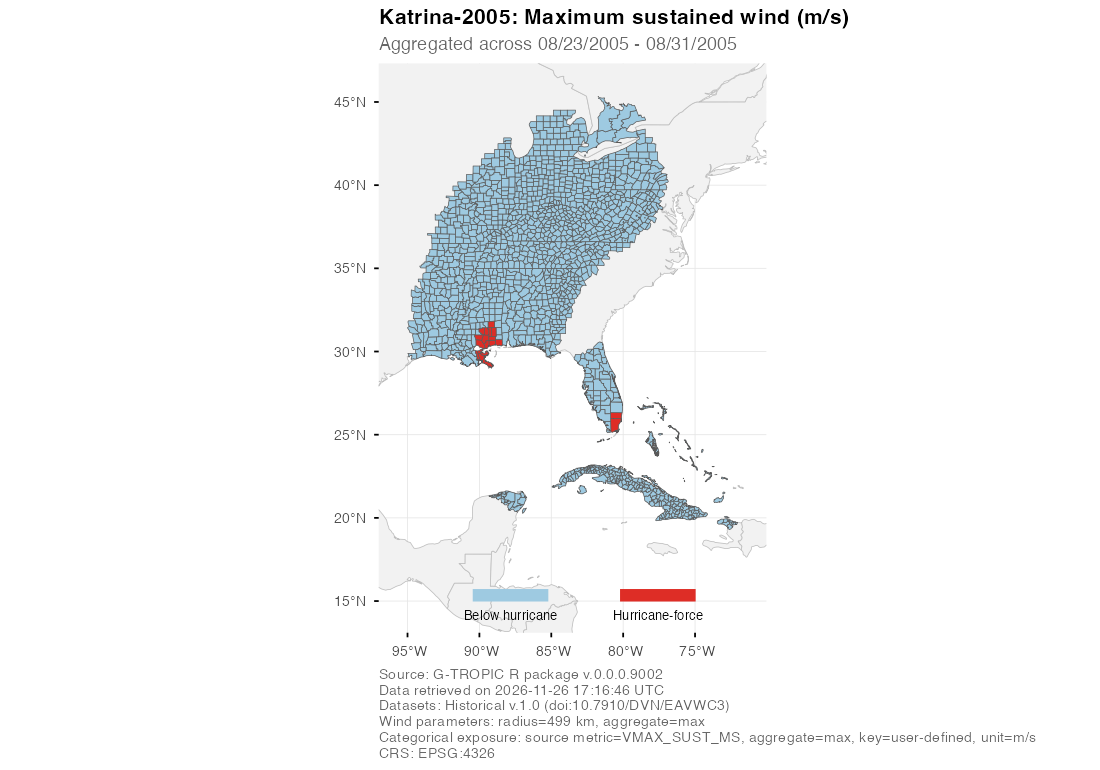 Katrina-2005: Maximum sustained wind (m/s)
Aggregated across 08/23/2005 - 08/31/2005
45°N
40°N
35°N
30°N
25°N
20°N
15°N
Below hurricane
Hurricane-force
95°W
90°W
85°W
80°W
75°W
Source: G-TROPIC R package v.0.0.0.9002
Data retrieved on 2026-11-26 17:16:46 UTC
Datasets: Historical v.1.0 (doi:10.7910/DVN/EAVWC3)
Wind parameters: radius=499 km, aggregate=max
Categorical exposure: source metric=VMAX_SUST_MS, aggregate=max, key=user-defined, unit=m/s
CRS: EPSG:4326